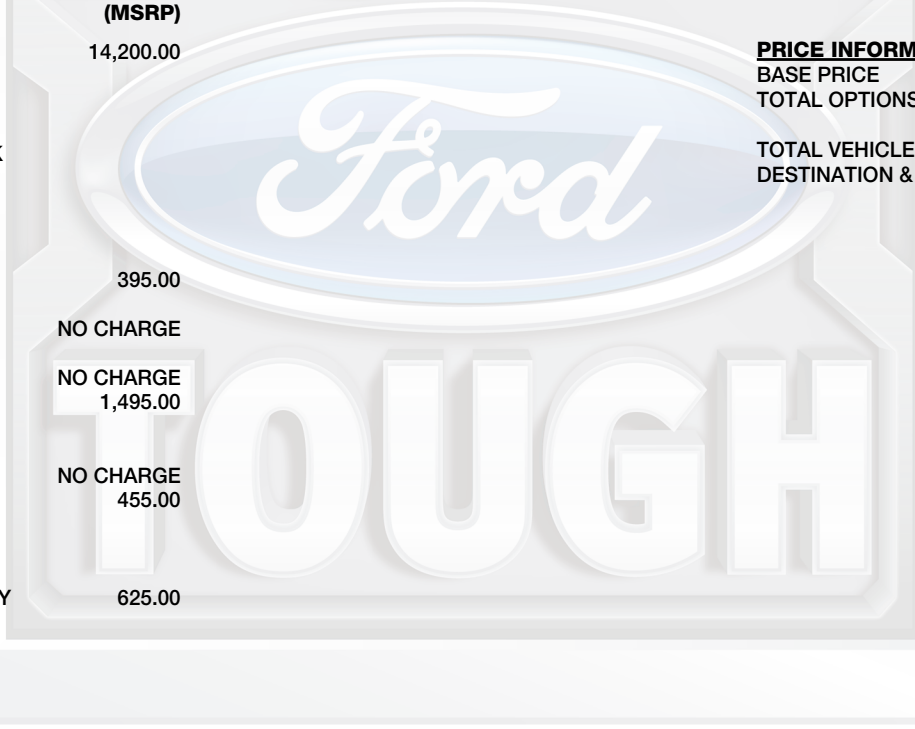 (MSRP)
14,200.00
K
395.00
NO CHARGE
NO CHARGE
1,495.00
NO CHARGE
455.00
Y 625.00
PRICE INFORM
BASE PRICE
TOTAL OPTIONS
TOTAL VEHICLE
DESTINATION &
Ford
TOUGH